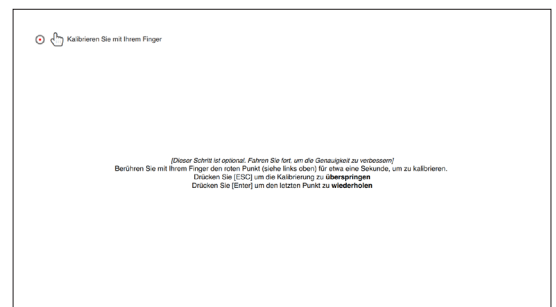 Kalibrieren Sie mit Ihrem Finger
[Dieser Schritt ist optional. Fahren Sie fort, um die Genauigkeit zu verbessern]
Berühren Sie mit Ihrem Finger den roten Punkt (siehe links oben) für etwa eine Sekunde, um zu kalibrieren.
Drücken Sie [ESC] um die Kalibrierung zu überspringen
Drücken Sie [Enter] um den letzten Punkt zu wiederholen